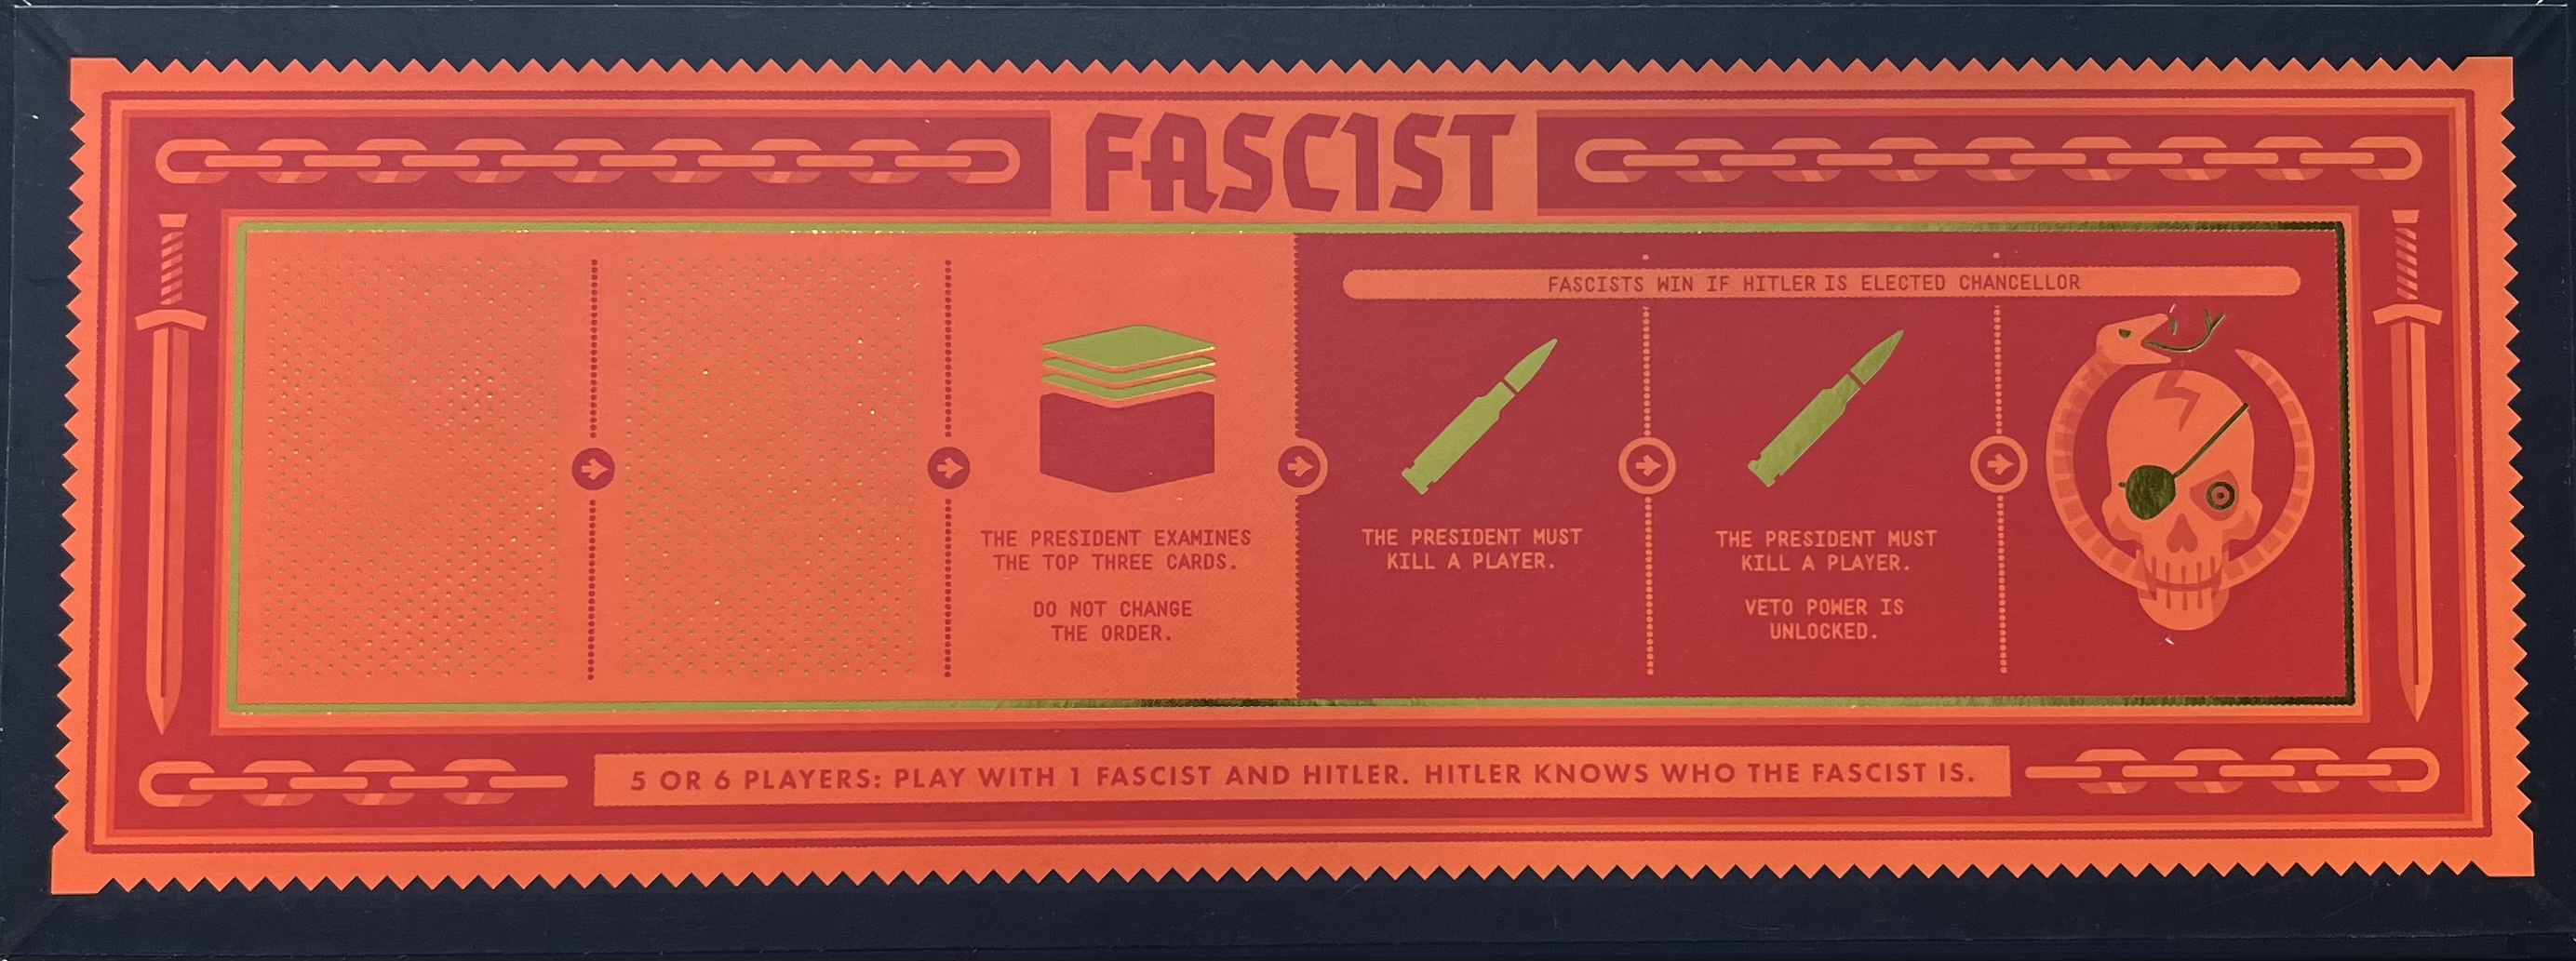 FASCIST
FASCISTS WIN IF HITLER IS ELECTED CHANCELLOR
THE PRESIDENT EXAMINES
THE TOP THREE CARDS.
DO NOT CHANGE
THE ORDER.
THE PRESIDENT MUST
KILL A PLAYER.
THE PRESIDENT MUST
KILL A PLAYER.
VETO POWER IS
UNLOCKED.
5 OR 6 PLAYERS: PLAY WITH 1 FASCIST AND HITLER. HITLER KNOWS WHO THE FASCIST IS.